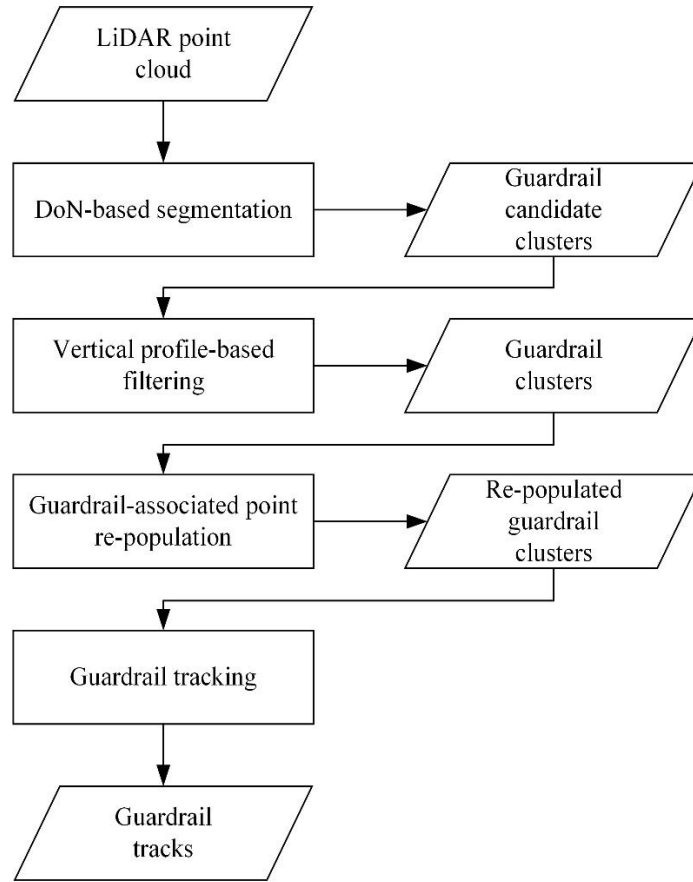 LiDAR point
cloud
DoN-based segmentation
Guardrail
candidate
clusters
Vertical profile-based
filtering
Guardrail
clusters
Guardrail-associated point
re-population
Re-populated
guardrail
clusters
Guardrail tracking
Guardrail
tracks